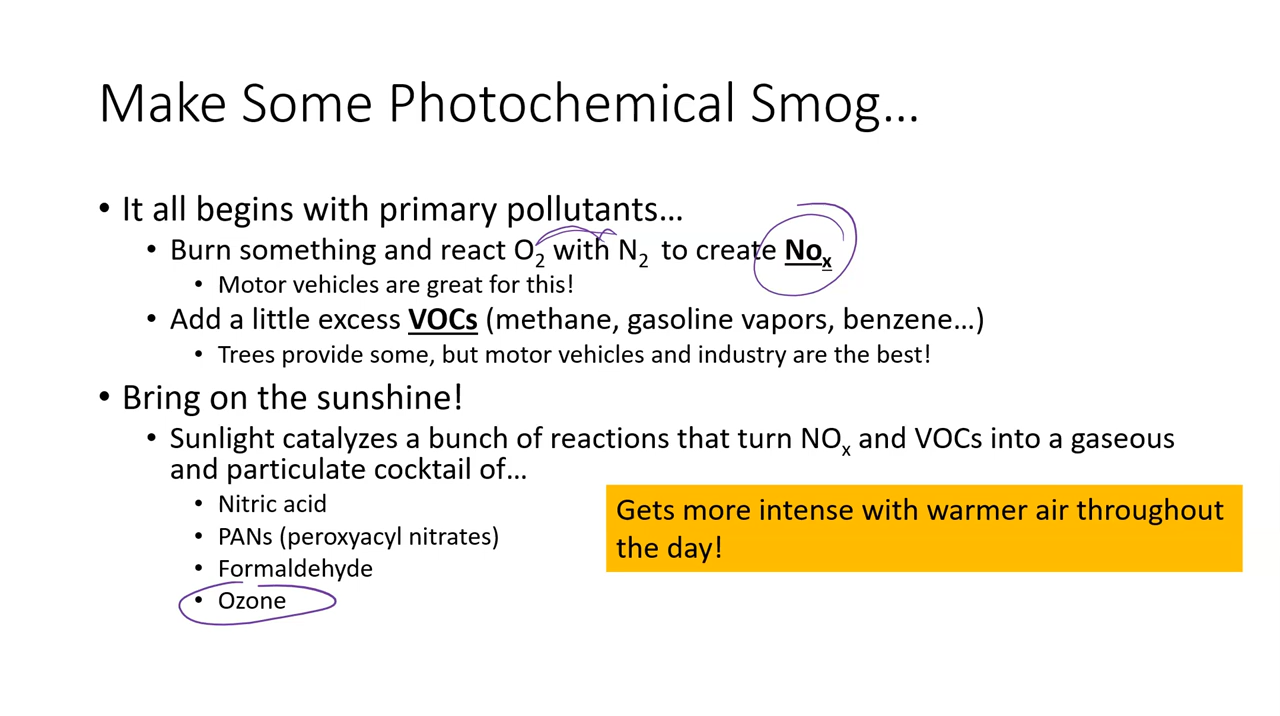 Make Some Photochemical Smog…
• It all begins with primary pollutants…
• Burn something and react O₂ with N₂ to create Noₓ
• Motor vehicles are great for this!
• Add a little excess VOCs (methane, gasoline vapors, benzene…)
• Trees provide some, but motor vehicles and industry are the best!
• Bring on the sunshine!
• Sunlight catalyzes a bunch of reactions that turn NOₓ and VOCs into a gaseous
and particulate cocktail of…
• Nitric acid
• PANs (peroxyacyl nitrates)
• Formaldehyde
• Ozone
Gets more intense with warmer air throughout
the day!